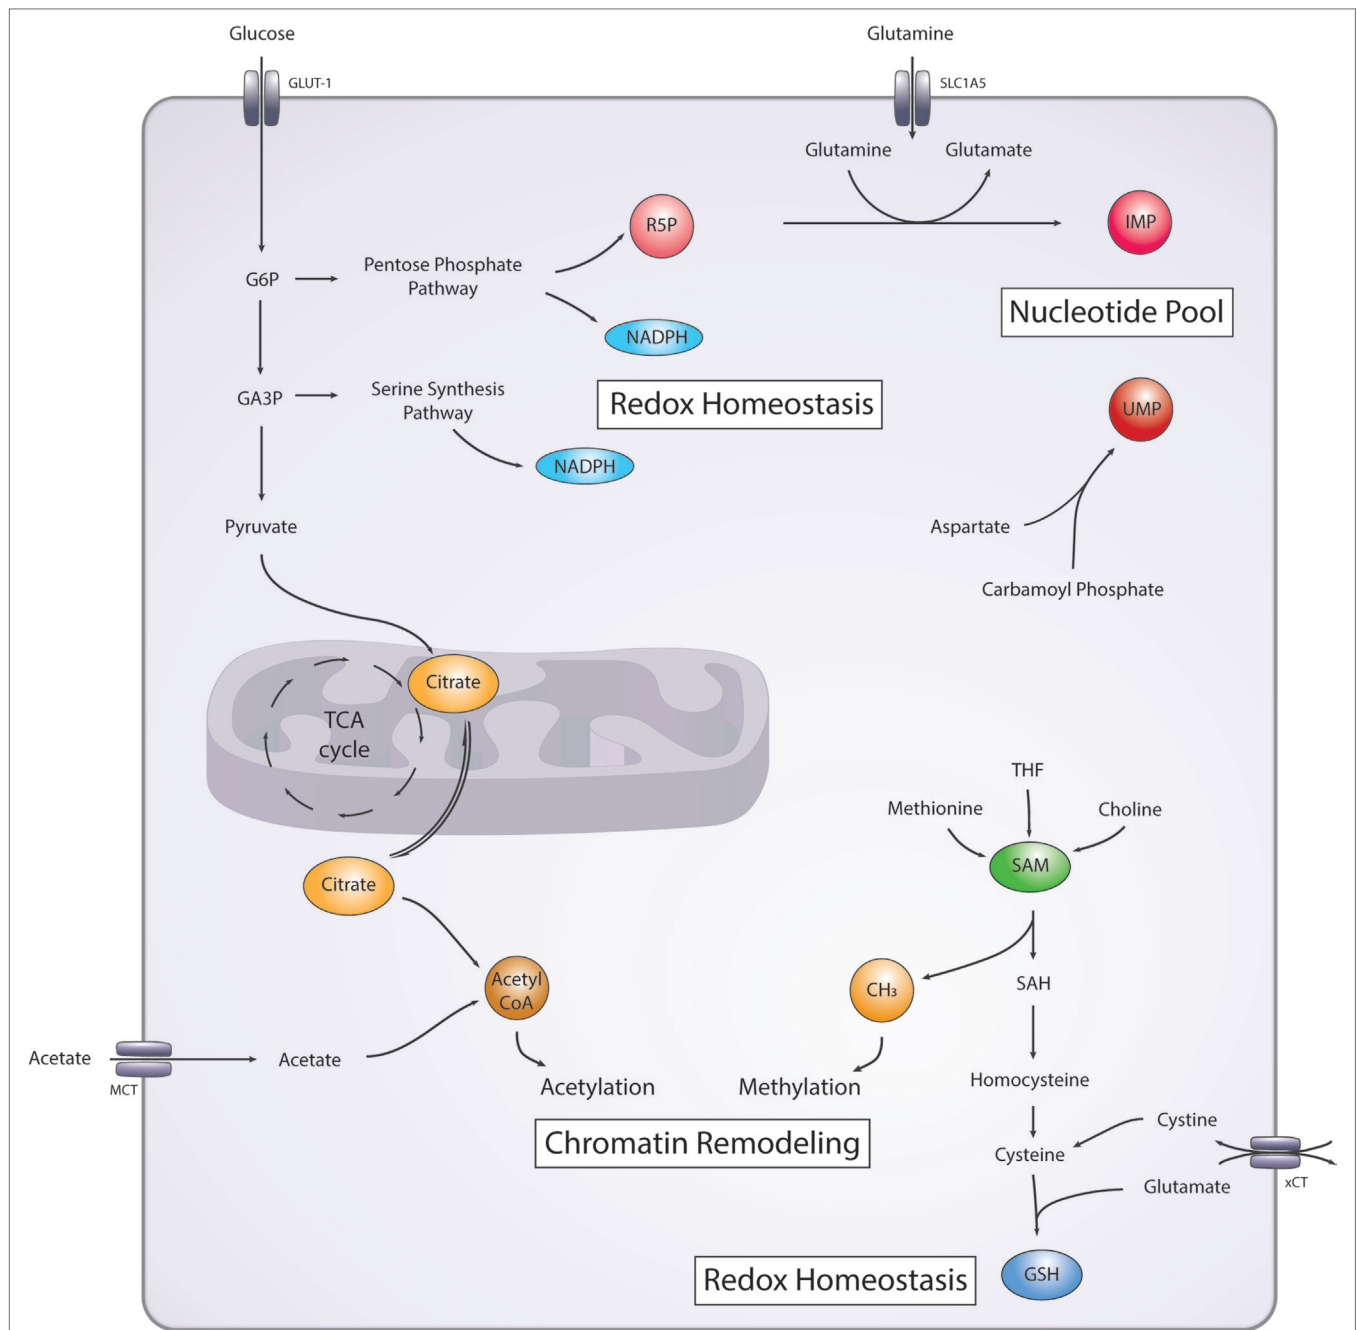 Glucose
Glutamine
GLUT-1
SLC1A5
Glutamine
Glutamate
R5P
IMP
G6P
Pentose Phosphate
Pathway
Nucleotide Pool
NADPH
GA3P
Serine Synthesis
Pathway
Redox Homeostasis
UMP
NADPH
Pyruvate
Aspartate
Carbamoyl Phosphate
Citrate
TCA
cycle
THF
Methionine
Choline
SAM
Citrate
Acetyl
CoA
CH₃
SAH
Acetate
MCT
Acetate
Acetylation
Methylation
Homocysteine
Chromatin Remodeling
Cystine
Cysteine
xCT
Glutamate
Redox Homeostasis
GSH